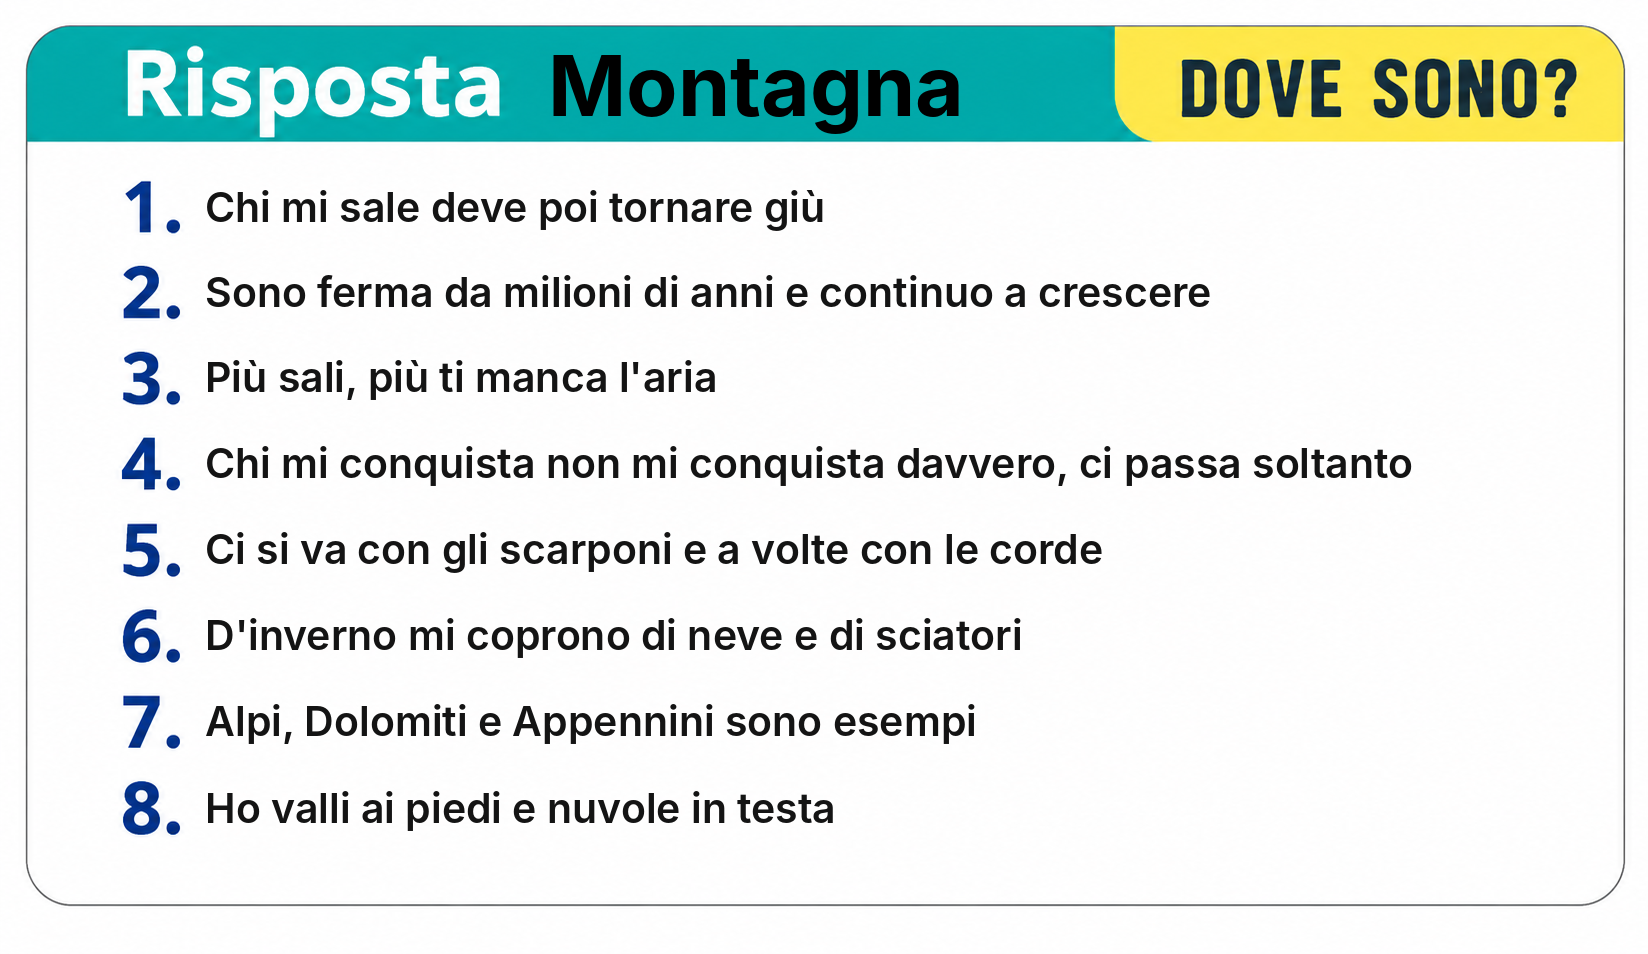 Risposta Montagna
DOVE SONO?
1. Chi mi sale deve poi tornare giù
2. Sono ferma da milioni di anni e continuo a crescere
3. Più sali, più ti manca l'aria
4. Chi mi conquista non mi conquista davvero, ci passa soltanto
5. Ci si va con gli scarponi e a volte con le corde
6. D'inverno mi coprono di neve e di sciatori
7. Alpi, Dolomiti e Appennini sono esempi
8. Ho valli ai piedi e nuvole in testa